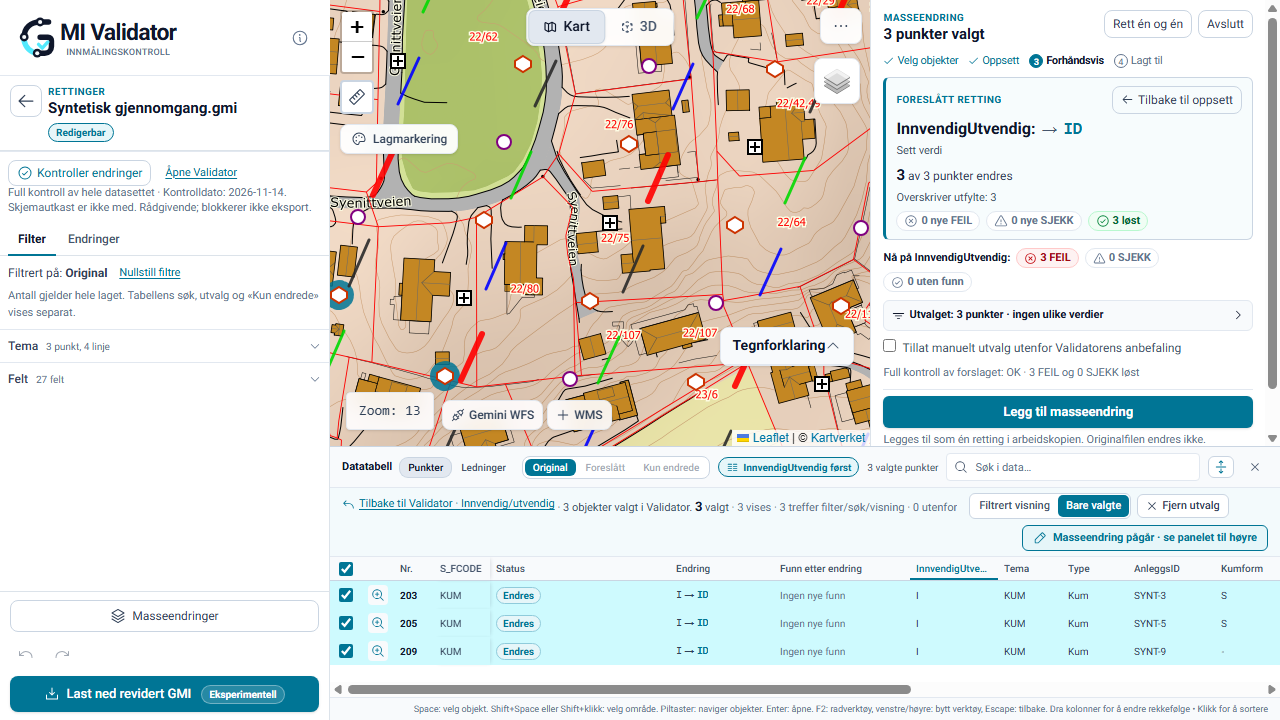 MI Validator
INNMÅLINGSKONTROLL
RETTINGER
Syntetisk gjennomgang.gmi
Redigerbar
Kontroller endringer
Åpne Validator
Full kontroll av hele datasettet · Kontrolldato: 2026-11-14.
Skjemautkast er ikke med. Rådgivende; blokkerer ikke eksport.
Filter
Endringer
Filtrert på: Original
Nullstill filtre
Antall gjelder hele laget. Tabellens søk, utvalg og «Kun endrede»
vises separat.
Tema 3 punkt, 4 linje
Felt 27 felt
Masseendringer
Last ned revidert GMI
Eksperimentell
+
−
Kart
3D
...
Lagmarkering
22/62
22/68
22/29
22/42,
22/76
22/75
22/64
22/80
22/107
22/107
23/6
Syenittveien
Syenittveien
Syenittveien
Tegnforklaring
Zoom: 13
Gemini WFS
WMS
Leaflet | © Kartverket
MASSEENDRING
3 punkter valgt
Rett én og én
Avslutt
Velg objekter
Oppsett
3 Forhåndsvis
4 Lagt til
FORESLÅTT RETTING
Tilbake til oppsett
InnvendigUtvendig: → ID
Sett verdi
3 av 3 punkter endres
Overskriver utfylte: 3
0 nye FEIL
0 nye SJEKK
3 løst
Nå på InnvendigUtvendig:
3 FEIL
0 SJEKK
0 uten funn
Utvalget: 3 punkter · ingen ulike verdier
Tillat manuelt utvalg utenfor Validatorens anbefaling
Full kontroll av forslaget: OK · 3 FEIL og 0 SJEKK løst
Legg til masseendring
Legges til som én retting i arbeidskopien. Originalfilen endres ikke.
Datatabell
Punkter
Ledninger
Original
Foreslått
Kun endrede
InnvendigUtvendig først
3 valgte punkter
Søk i data…
Tilbake til Validator · Innvendig/utvendig
· 3 objekter valgt i Validator. 3 valgt · 3 vises · 3 treffer filter/søk/visning · 0 utenfor
Filtrert visning
Bare valgte
Fjern utvalg
Masseendring pågår · se panelet til høyre
Nr. S_FCODE Status Endring Funn etter endring InnvendigUtve… Tema Type AnleggsID Kumform
203 KUM Endres I → ID Ingen nye funn I KUM Kum SYNT-3 S
205 KUM Endres I → ID Ingen nye funn I KUM Kum SYNT-5 S
209 KUM Endres I → ID Ingen nye funn I KUM Kum SYNT-9 -
Space: velg objekt. Shift+Space eller Shift+klikk: velg område. Piltaster: naviger objekter. Enter: åpne. F2: radverktøy, venstre/høyre: bytt verktøy, Escape: tilbake. Dra kolonner for å endre rekkefølge • Klikk for å sortere